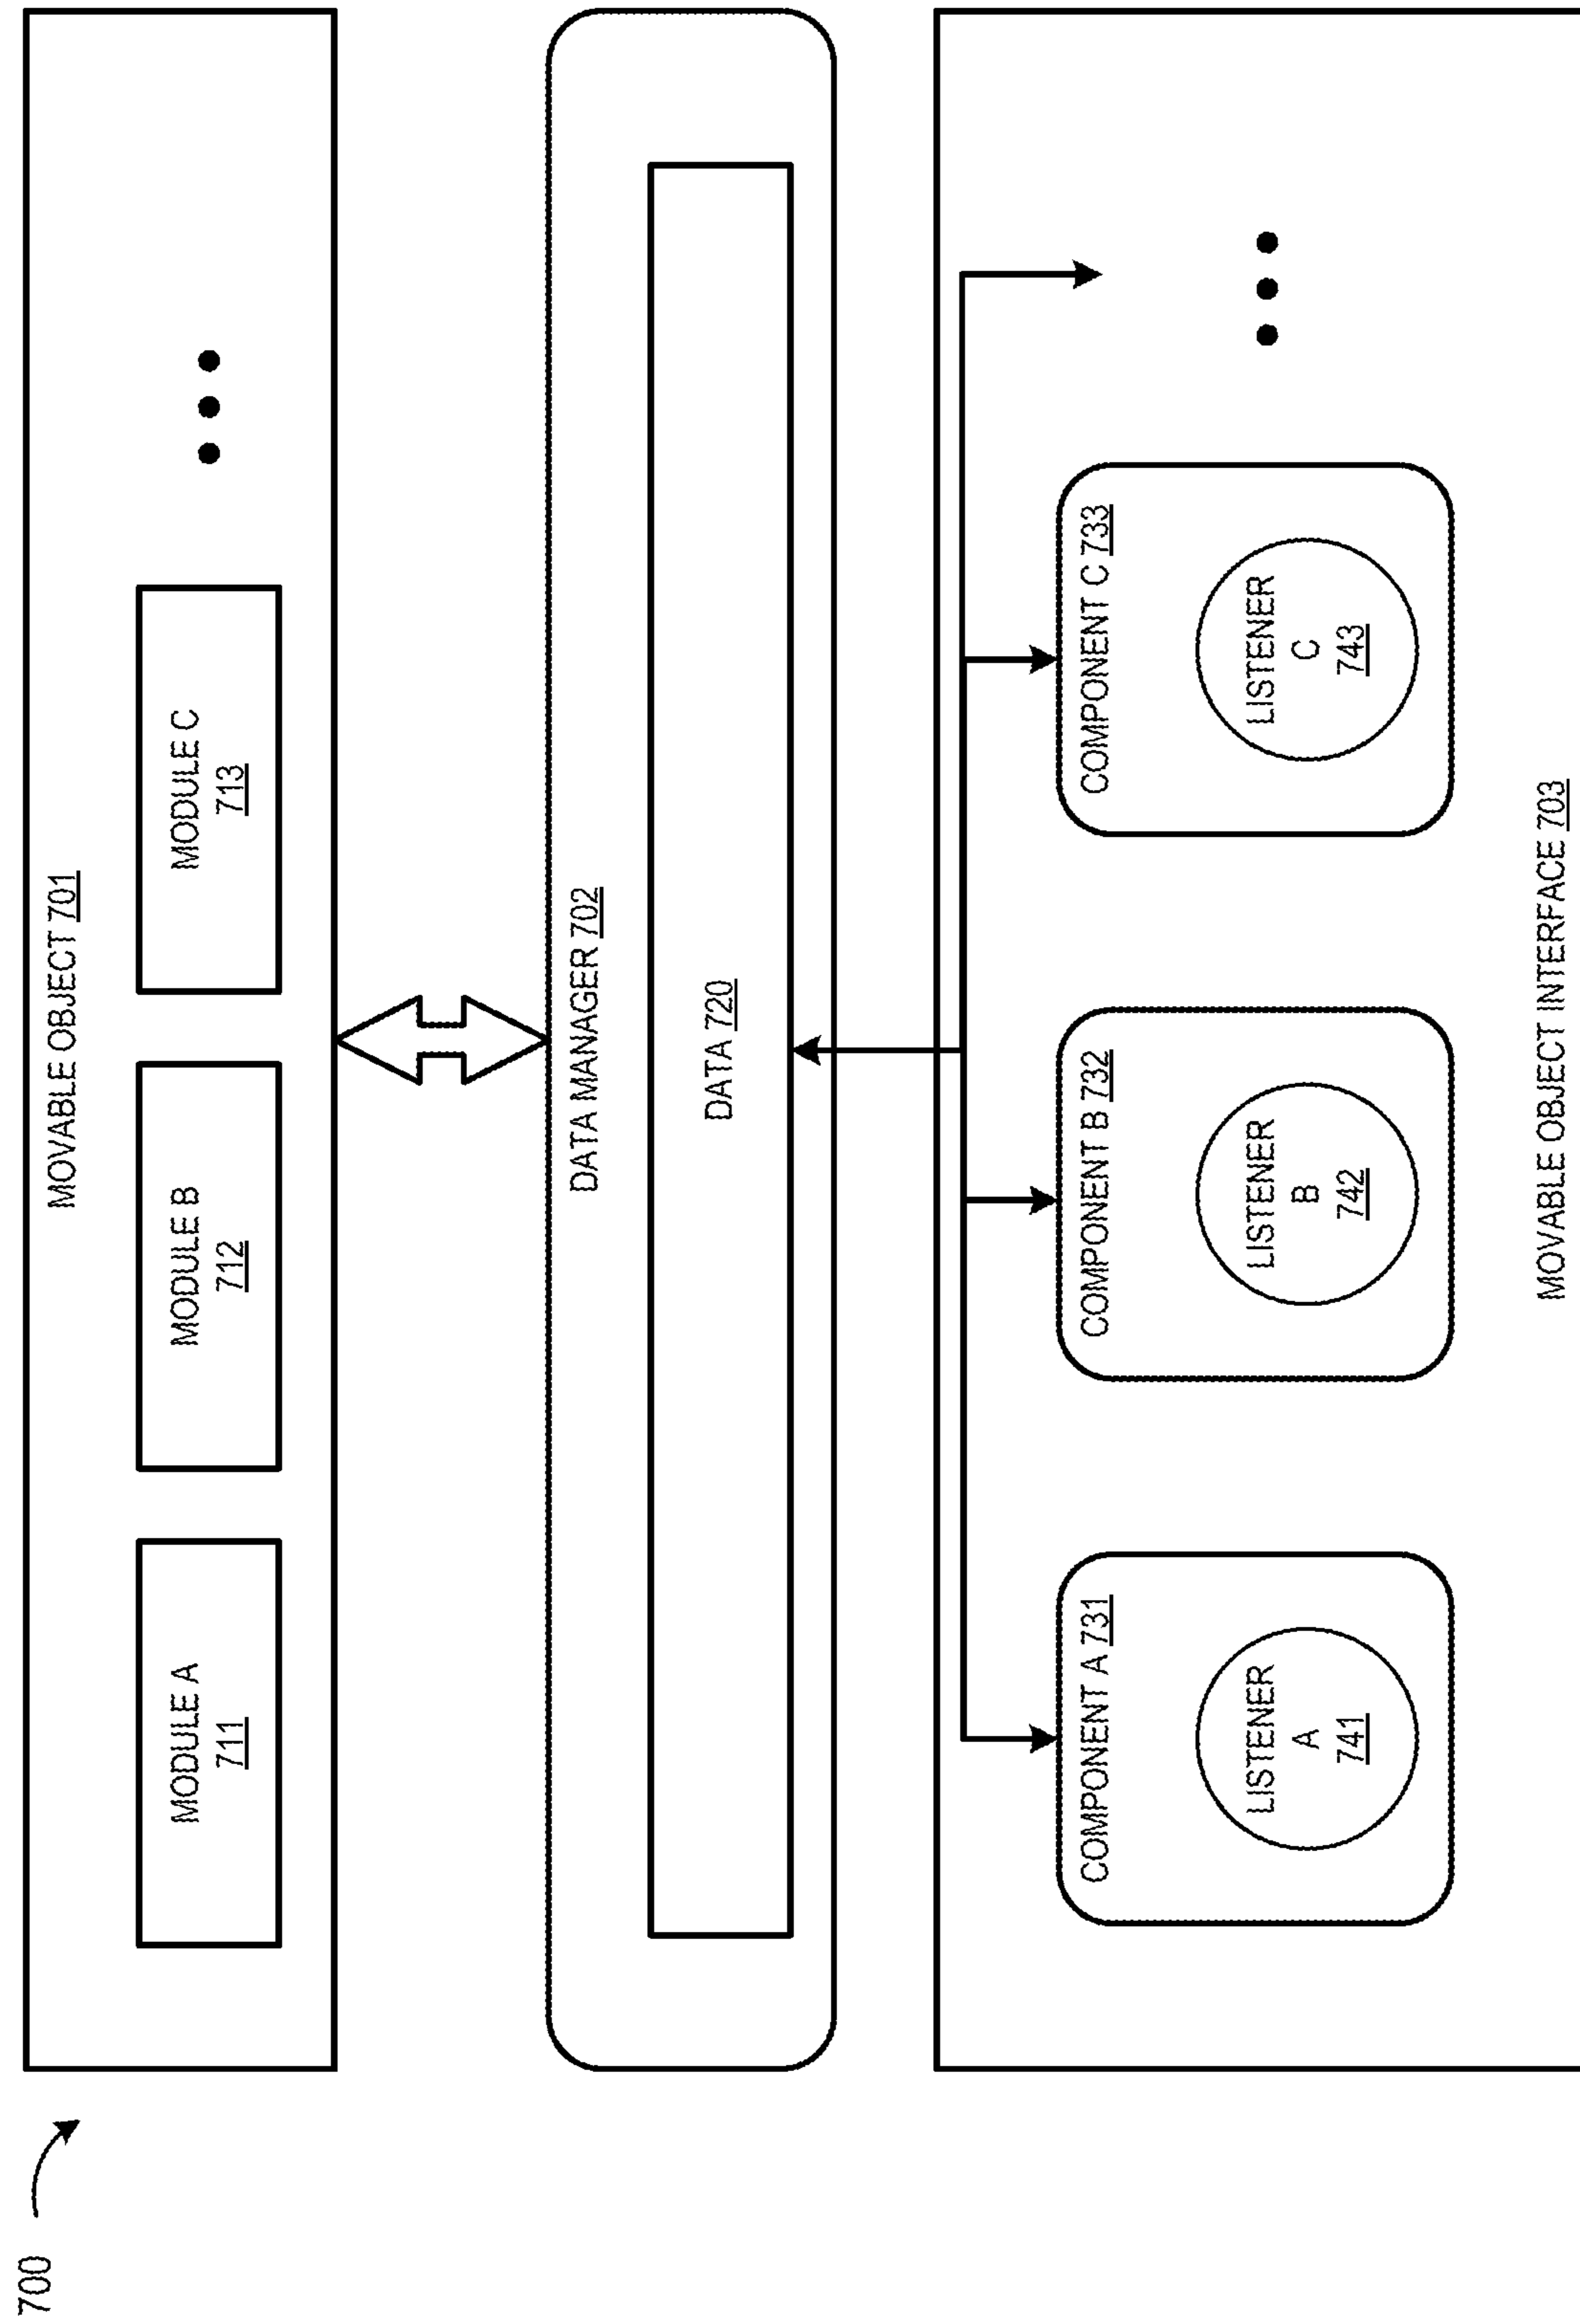 700
MOVABLE OBJECT 701
MODULE A
711
MODULE B
712
MODULE C
713
DATA MANAGER 702
DATA 720
COMPONENT A 731
LISTENER
A
741
COMPONENT B 732
LISTENER
B
742
COMPONENT C 733
LISTENER
C
743
MOVABLE OBJECT INTERFACE 703